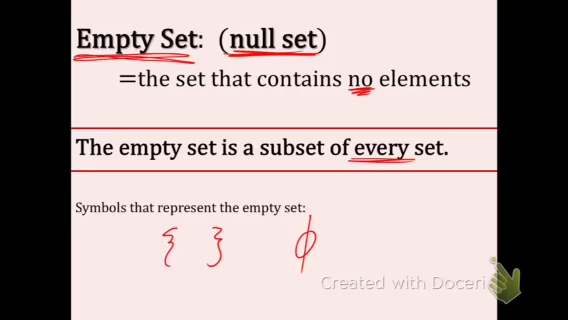 Empty Set: (null set)
=the set that contains no elements
The empty set is a subset of every set.
Symbols that represent the empty set:
{ } ϕ
Created with Doceri